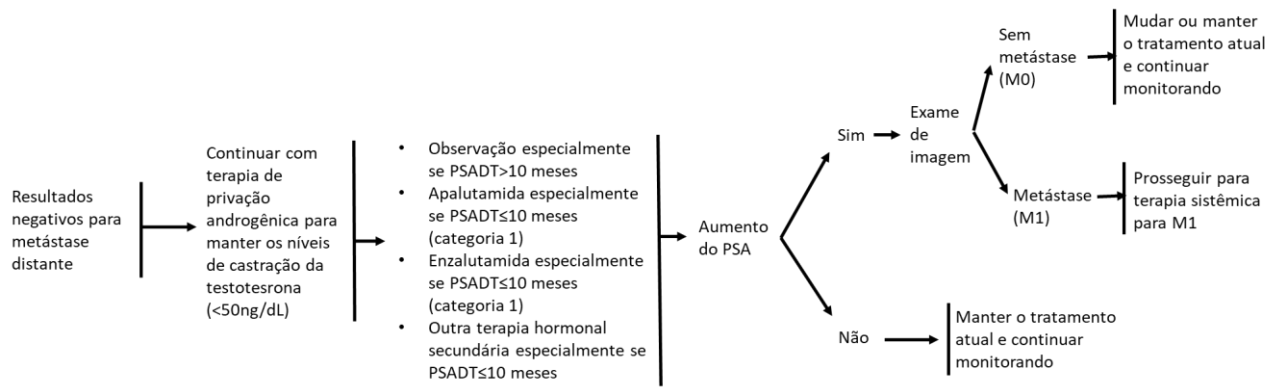 Resultados
negativos para
metástase
distante
Continuar com
terapia de
privação
androgênica para
manter os níveis
de castração da
testotesrona
(<50ng/dL)
• Observação especialmente
se PSADT>10 meses
• Apalutamida especialmente
se PSADT≤10 meses
(categoria 1)
• Enzalutamida especialmente
se PSADT≤10 meses
(categoria 1)
• Outra terapia hormonal
secundária especialmente se
PSADT≤10 meses
Aumento
do PSA
Sim
Exame
de
imagem
Sem
metástase
(M0)
Mudar ou manter
o tratamento atual
e continuar
monitorando
Metástase
(M1)
Prosseguir para
terapia sistêmica
para M1
Não
Manter o tratamento
atual e continuar
monitorando